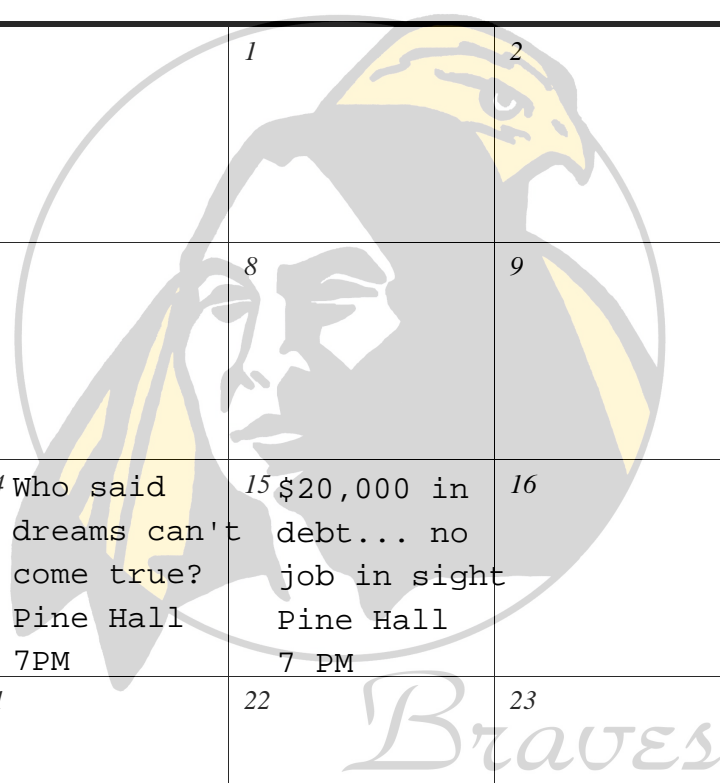 1
2
8
9
4
Who said
dreams can't
come true?
Pine Hall
7PM
15
$20,000 in
debt... no
job in sight
Pine Hall
7 PM
16
22
23
Braves